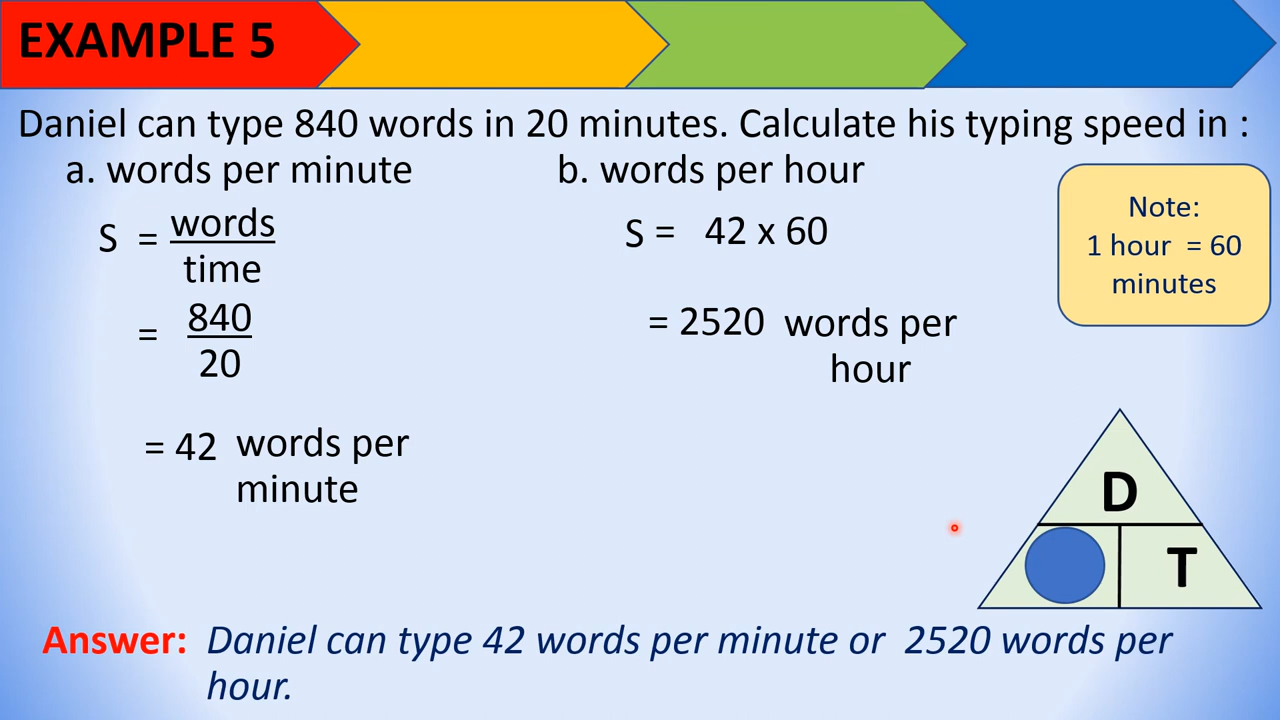 EXAMPLE 5
Daniel can type 840 words in 20 minutes. Calculate his typing speed in :
a. words per minute
b. words per hour
S = words
time
= 840
20
= 42 words per
minute
S = 42 x 60
= 2520 words per
hour
Note:
1 hour = 60
minutes
D
T
Answer: Daniel can type 42 words per minute or 2520 words per
hour.